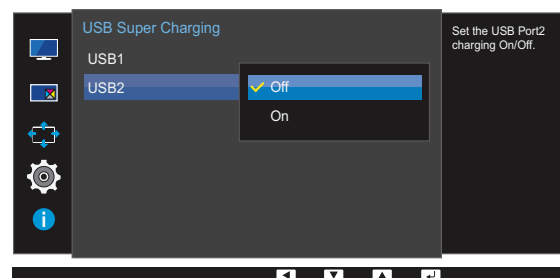 USB Super Charging
USB1
USB2
Off
On
Set the USB Port2
charging On/Off.